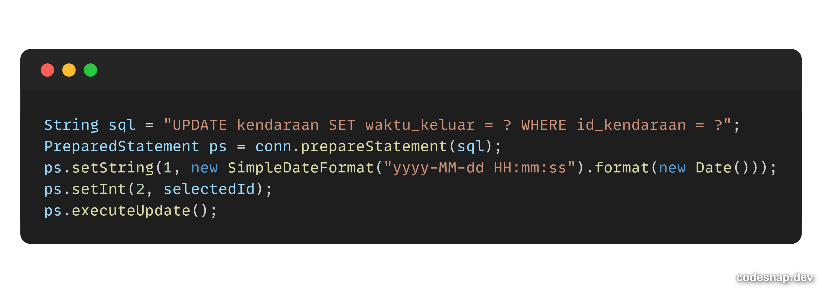 String sql = "UPDATE kendaraan SET waktu_keluar = ? WHERE id_kendaraan = ?";
PreparedStatement ps = conn.prepareStatement(sql);
ps.setString(1, new SimpleDateFormat("yyyy-MM-dd HH:mm:ss").format(new Date()));
ps.setInt(2, selectedId);
ps.executeUpdate();
codesnap.dev